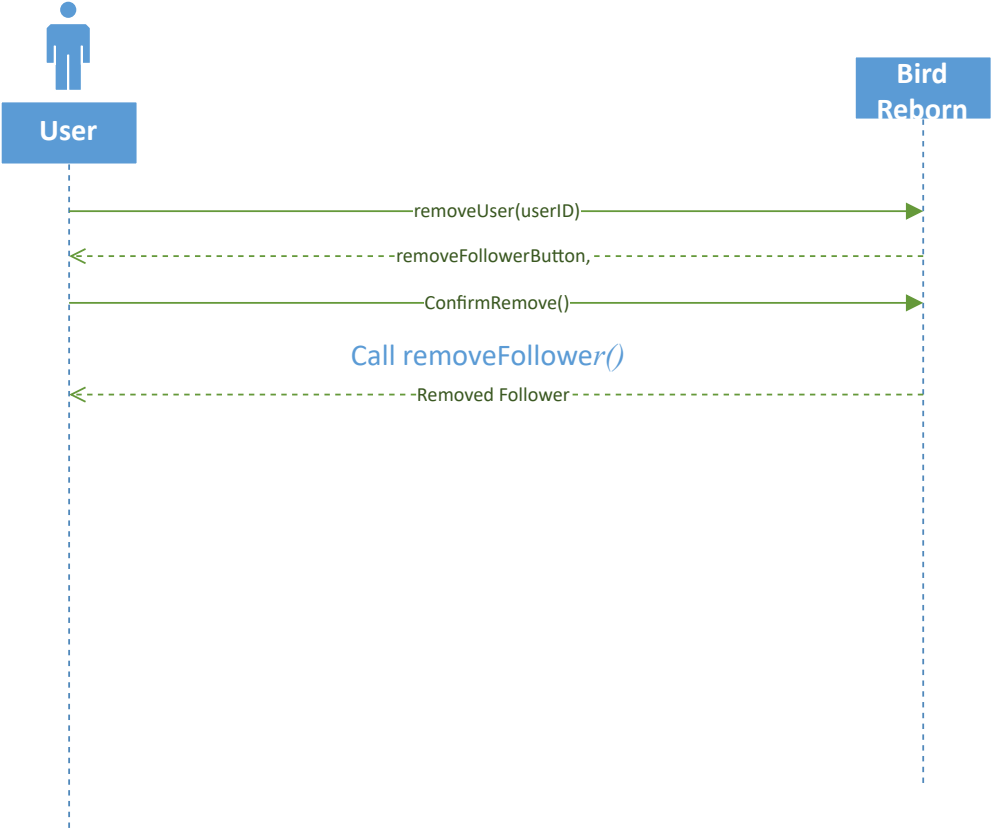 Bird
Reborn
User
removeUser(userID)
removeFollowerButton,
ConfirmRemove()
Call removeFollower()
Removed Follower